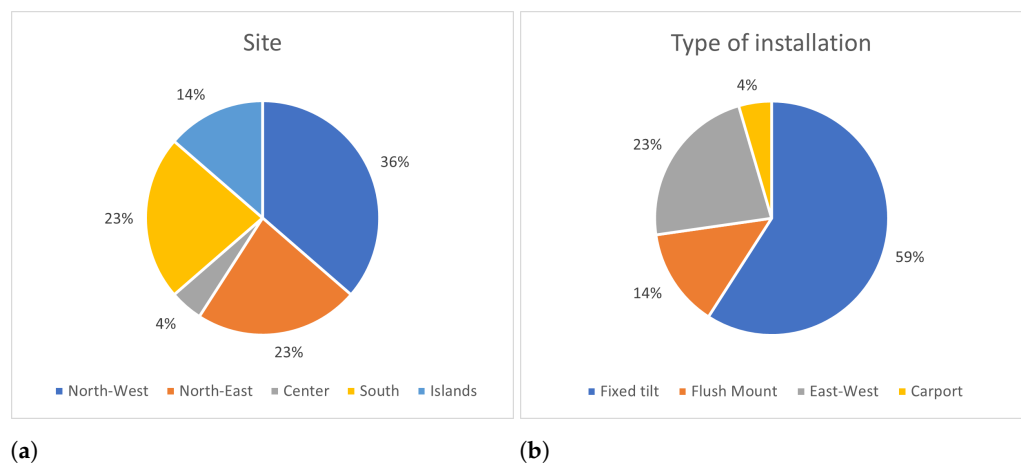 Site
14%
36%
23%
4%
23%
North-West North-East Center South Islands
(a)
Type of installation
4%
23%
59%
14%
Fixed tilt Flush Mount East-West Carport
(b)